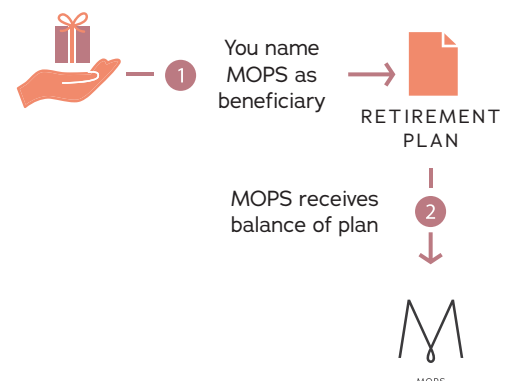 1
You name
MOPS as
beneficiary
RETIREMENT
PLAN
MOPS receives
balance of plan
2
MOPS